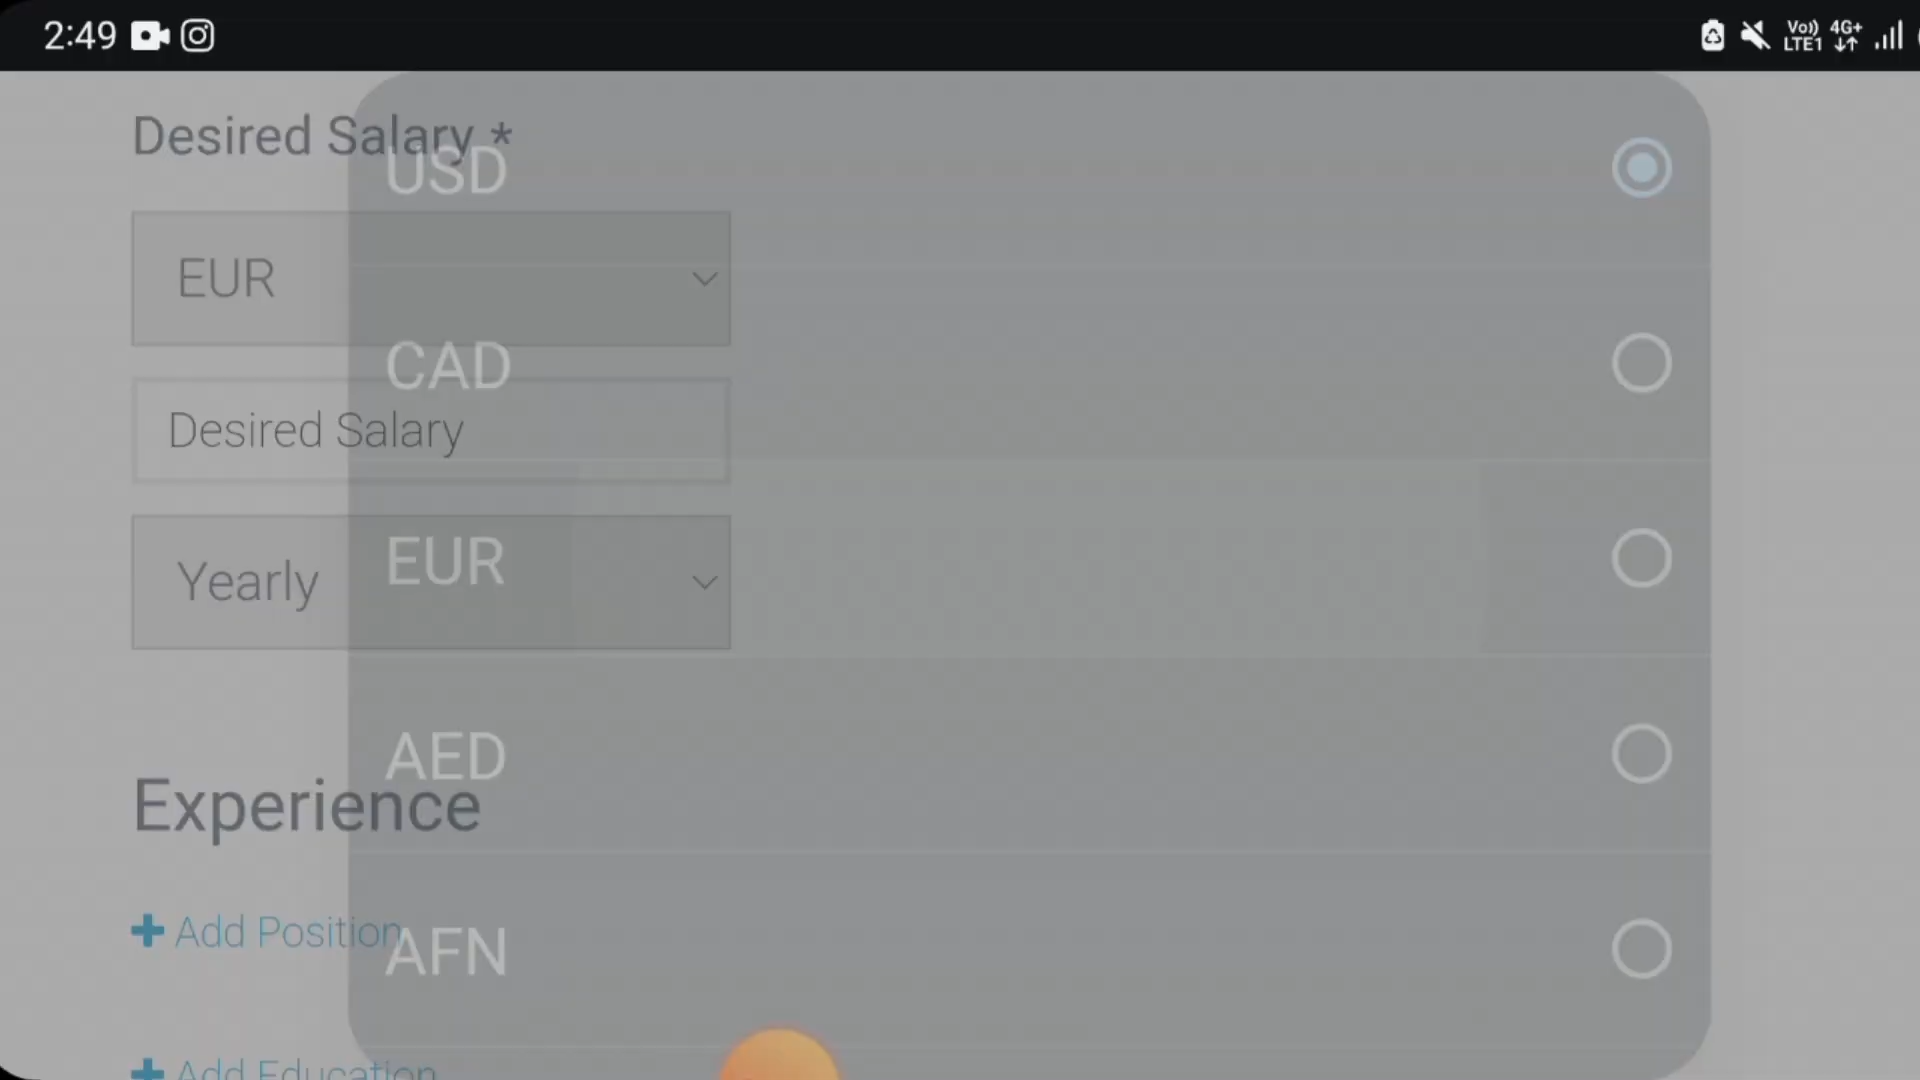 2:49
Vo)) LTE1 4G+
Desired Salary *
USD
EUR
CAD
Desired Salary
EUR
Yearly
AED
Experience
Add Position
AFN
Add Education